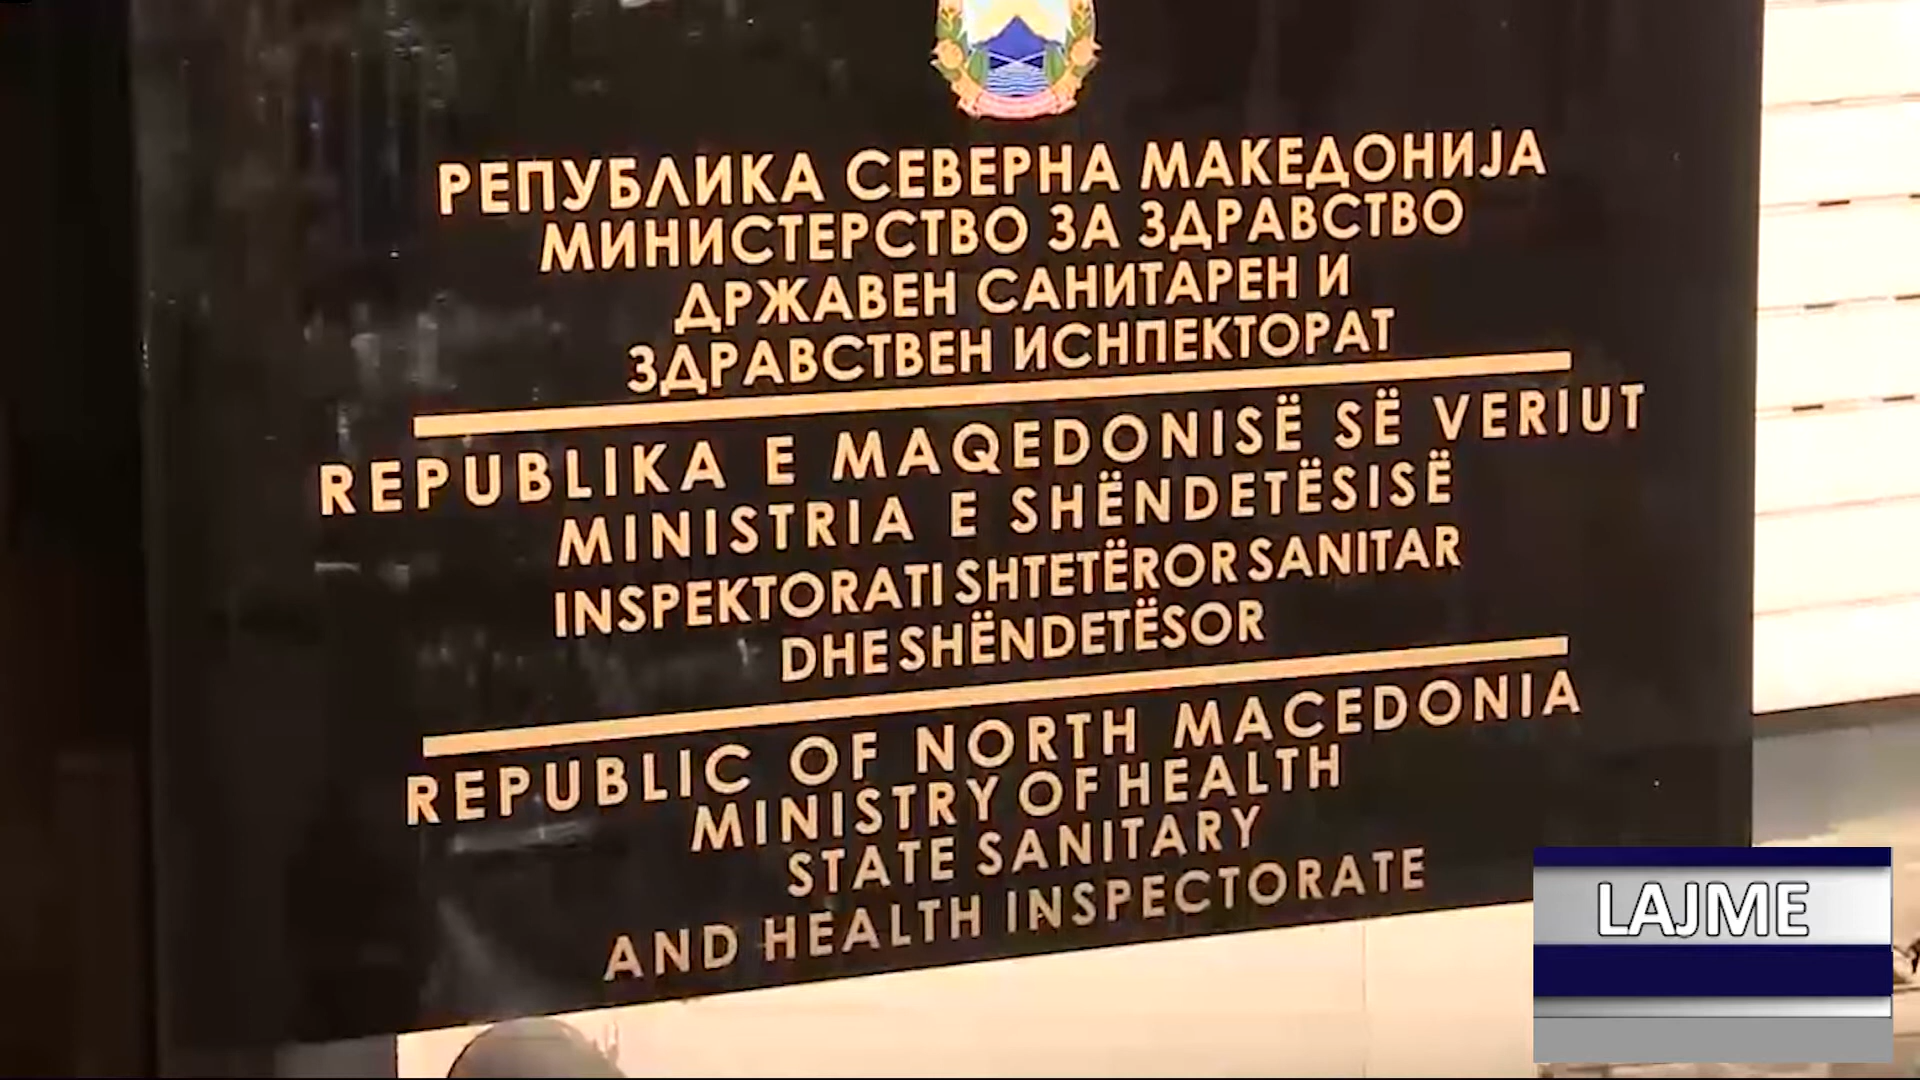 РЕПУБЛИКА СЕВЕРНА МАКЕДОНИЈА
МИНИСТЕРСТВО ЗА ЗДРАВСТВО
ДРЖАВЕН САНИТАРЕН И
ЗДРАВСТВЕН ИСНПЕКТОРАТ
REPUBLIKA E MAQEDONISË SË VERIUT
MINISTRIA E SHËNDETËSISË
INSPEKTORATI SHTETËROR SANITAR
DHE SHËNDETËSOR
REPUBLIC OF NORTH MACEDONIA
MINISTRY OF HEALTH
STATE SANITARY
AND HEALTH INSPECTORATE
LAJME